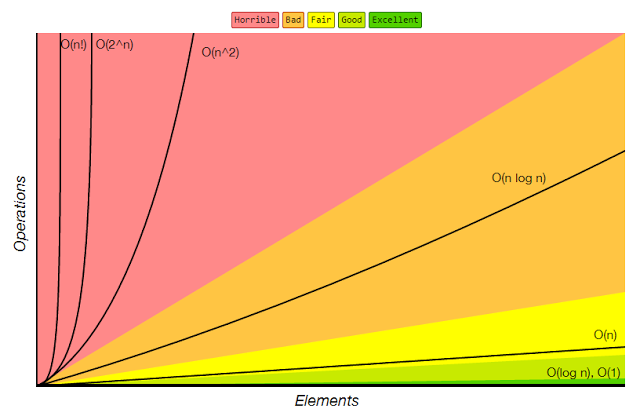 Horrible Bad Fair Good Excellent
O(n!) O(2^n)
O(n^2)
O(n log n)
O(n)
O(log n), O(1)
Operations
Elements